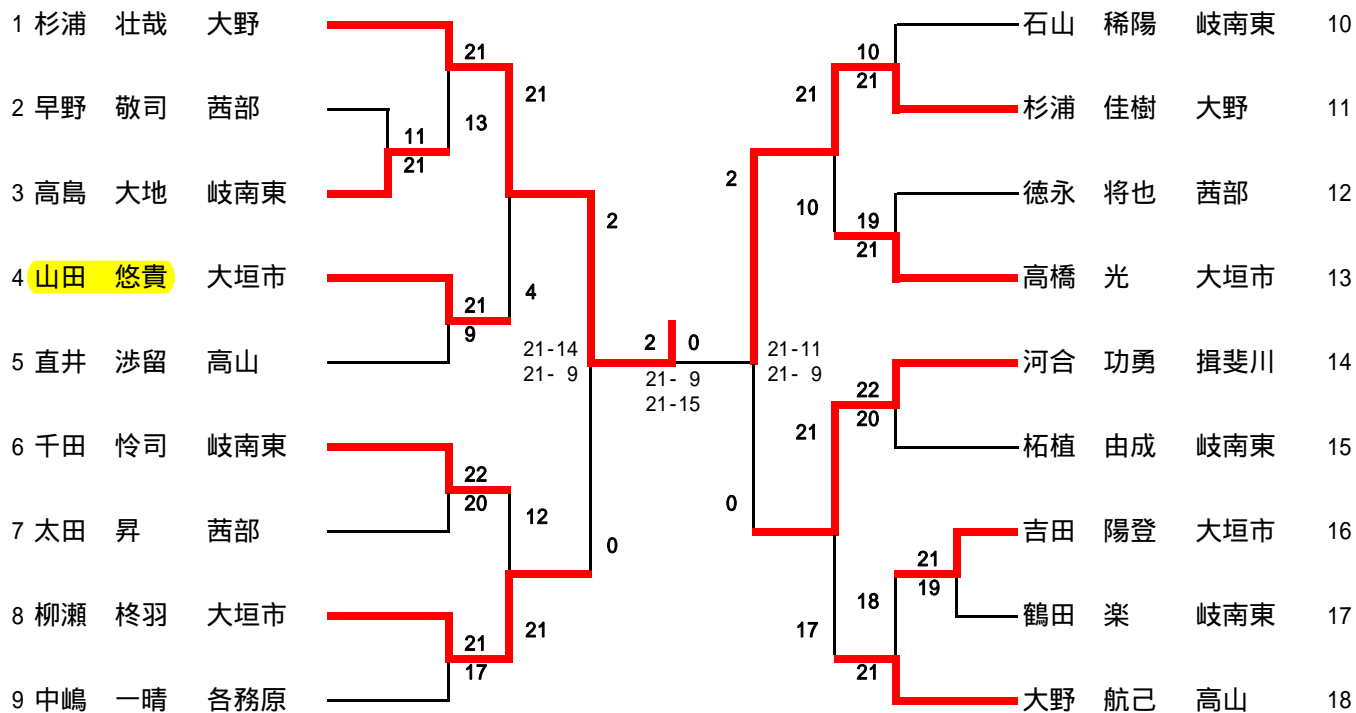 1 杉浦 壮哉 大野
2 早野 敬司 茜部
3 高島 大地 岐南東
4 山田 悠貴 大垣市
5 直井 渉留 高山
6 千田 怜司 岐南東
7 太田 昇 茜部
8 柳瀬 柊羽 大垣市
9 中嶋 一晴 各務原
21
13
11
21
21
4
21
9
2
22
20
12
0
21
21
17
21-14
21- 9
2 0
21- 9
21-15
21-11
21- 9
2
0
21
10
10
21
19
21
21
17
22
20
18
21
21
19
石山 稀陽 岐南東 10
杉浦 佳樹 大野 11
徳永 将也 茜部 12
高橋 光 大垣市 13
河合 功勇 揖斐川 14
柘植 由成 岐南東 15
吉田 陽登 大垣市 16
鶴田 楽 岐南東 17
大野 航己 高山 18